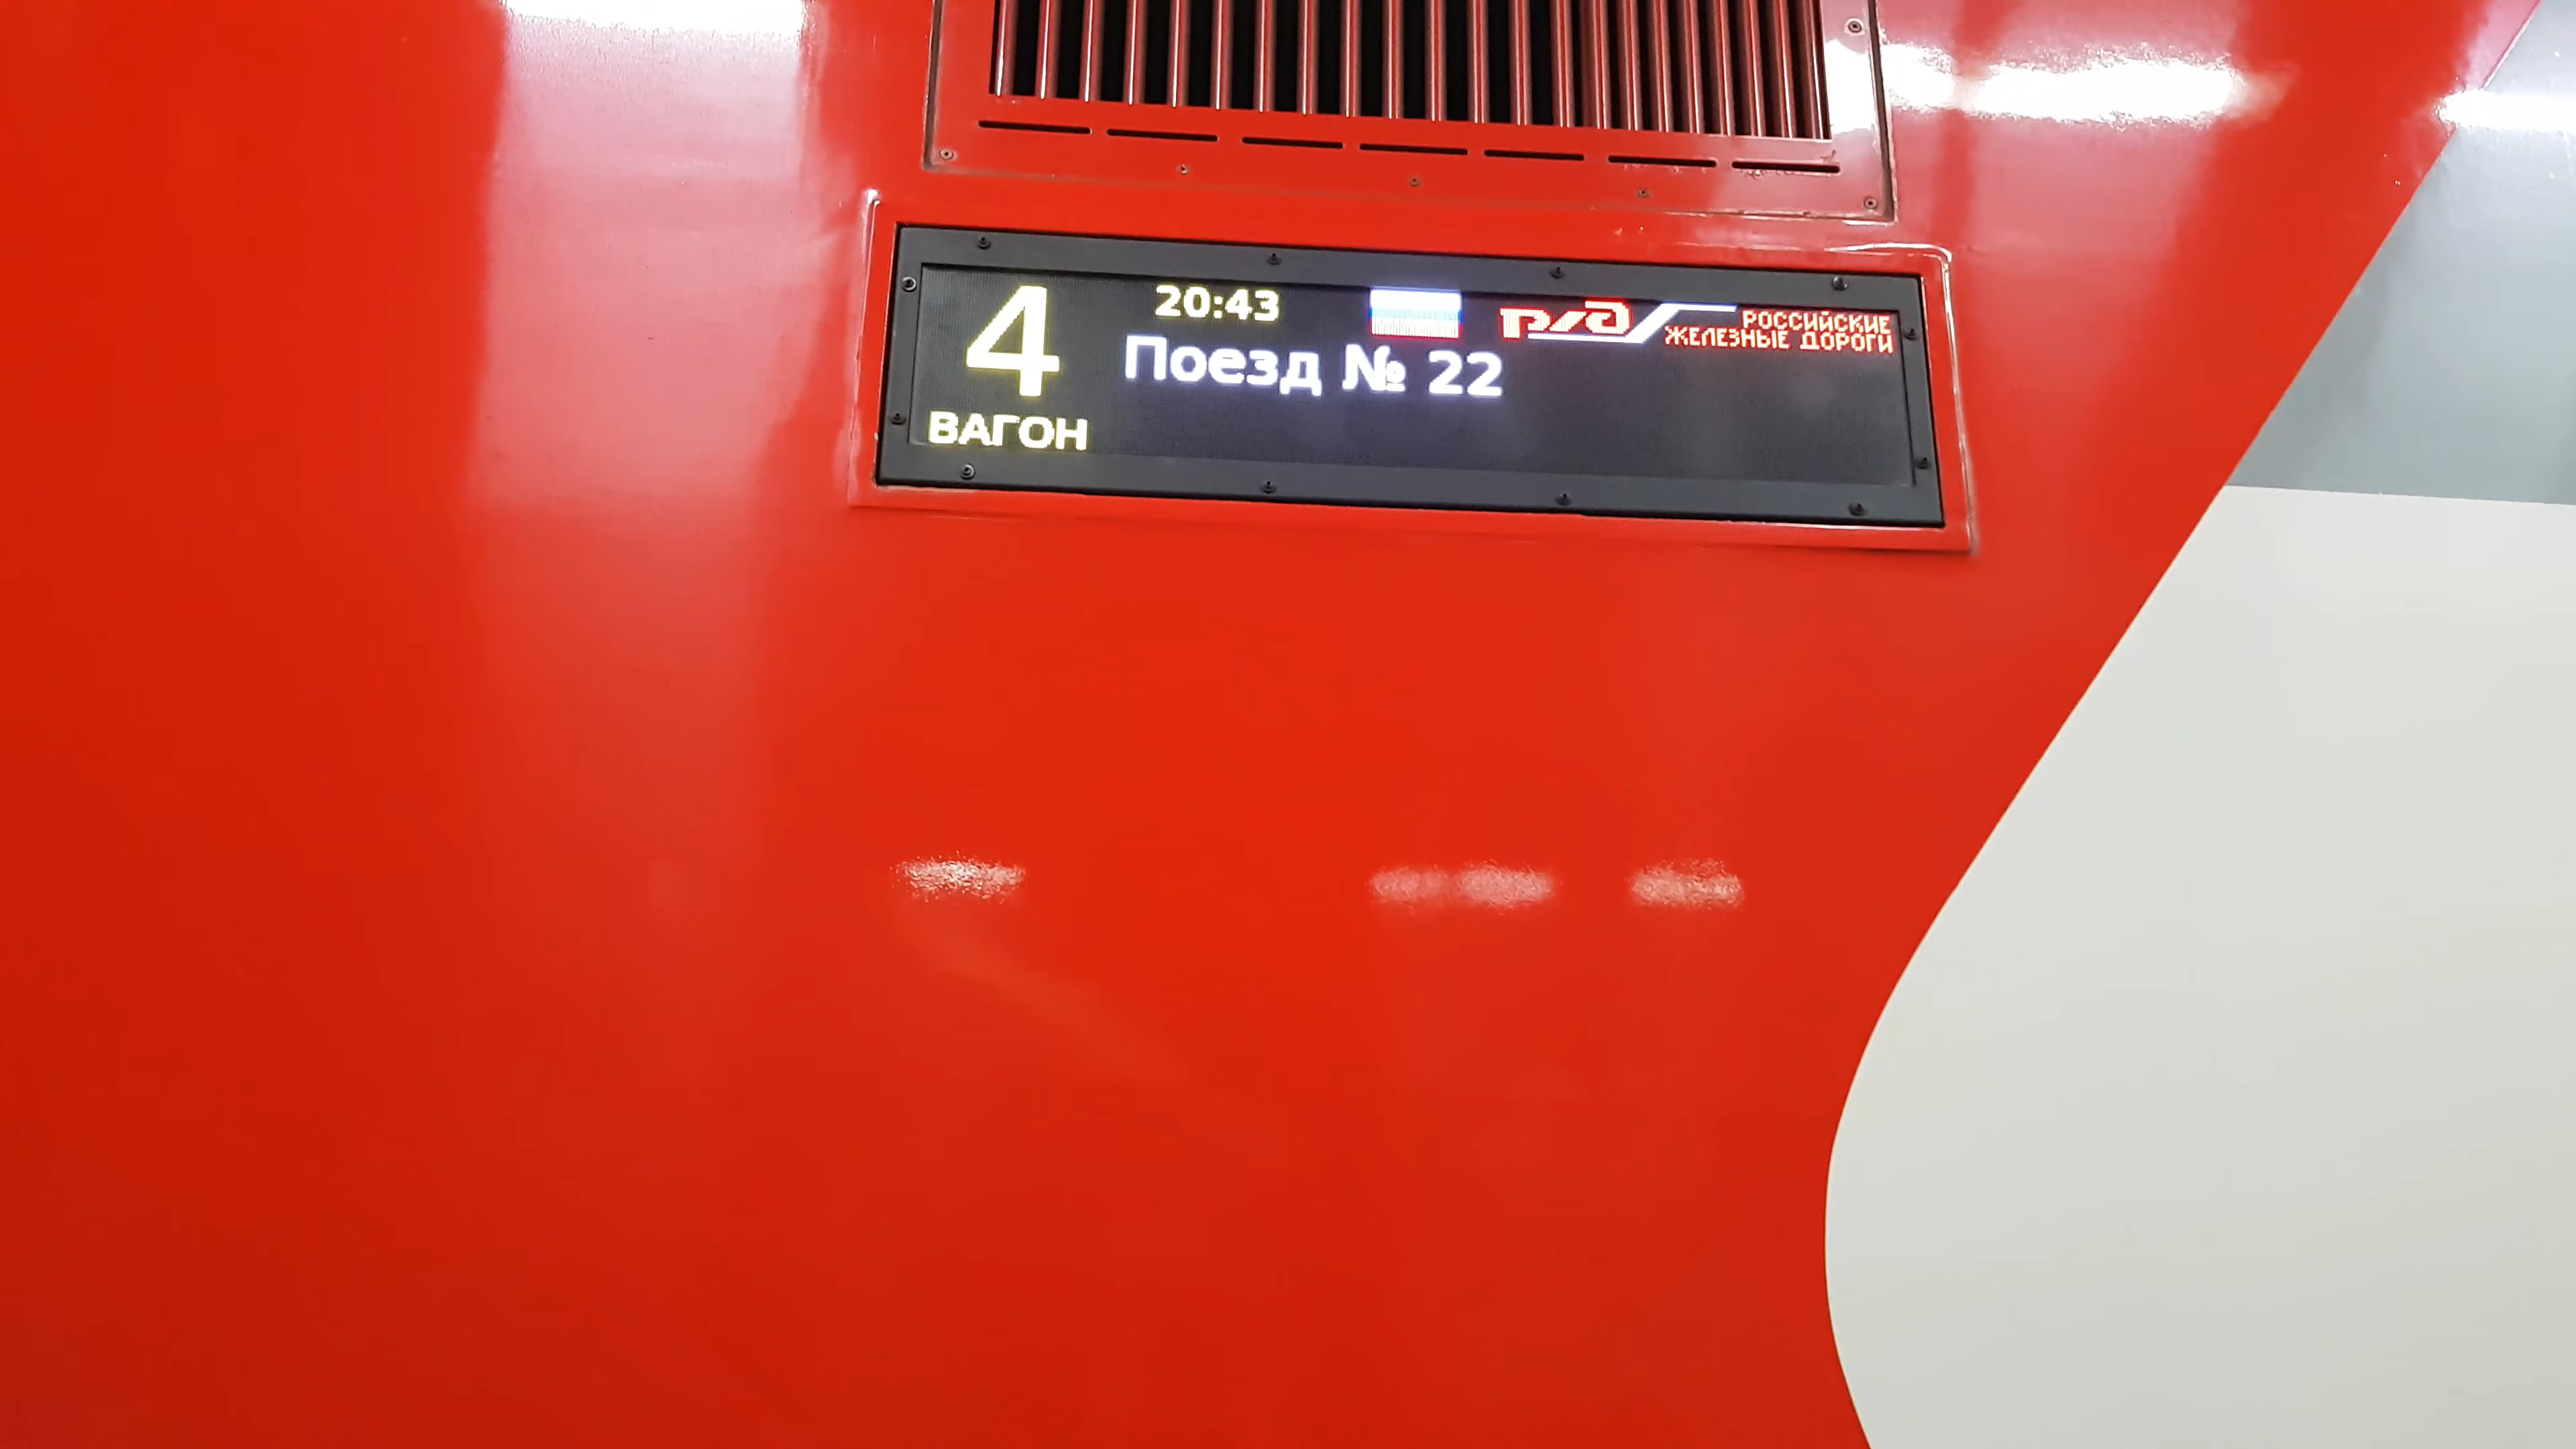 4
ВАГОН
20:43
Поезд № 22
РЖД
РОССИЙСКИЕ
ЖЕЛЕЗНЫЕ ДОРОГИ